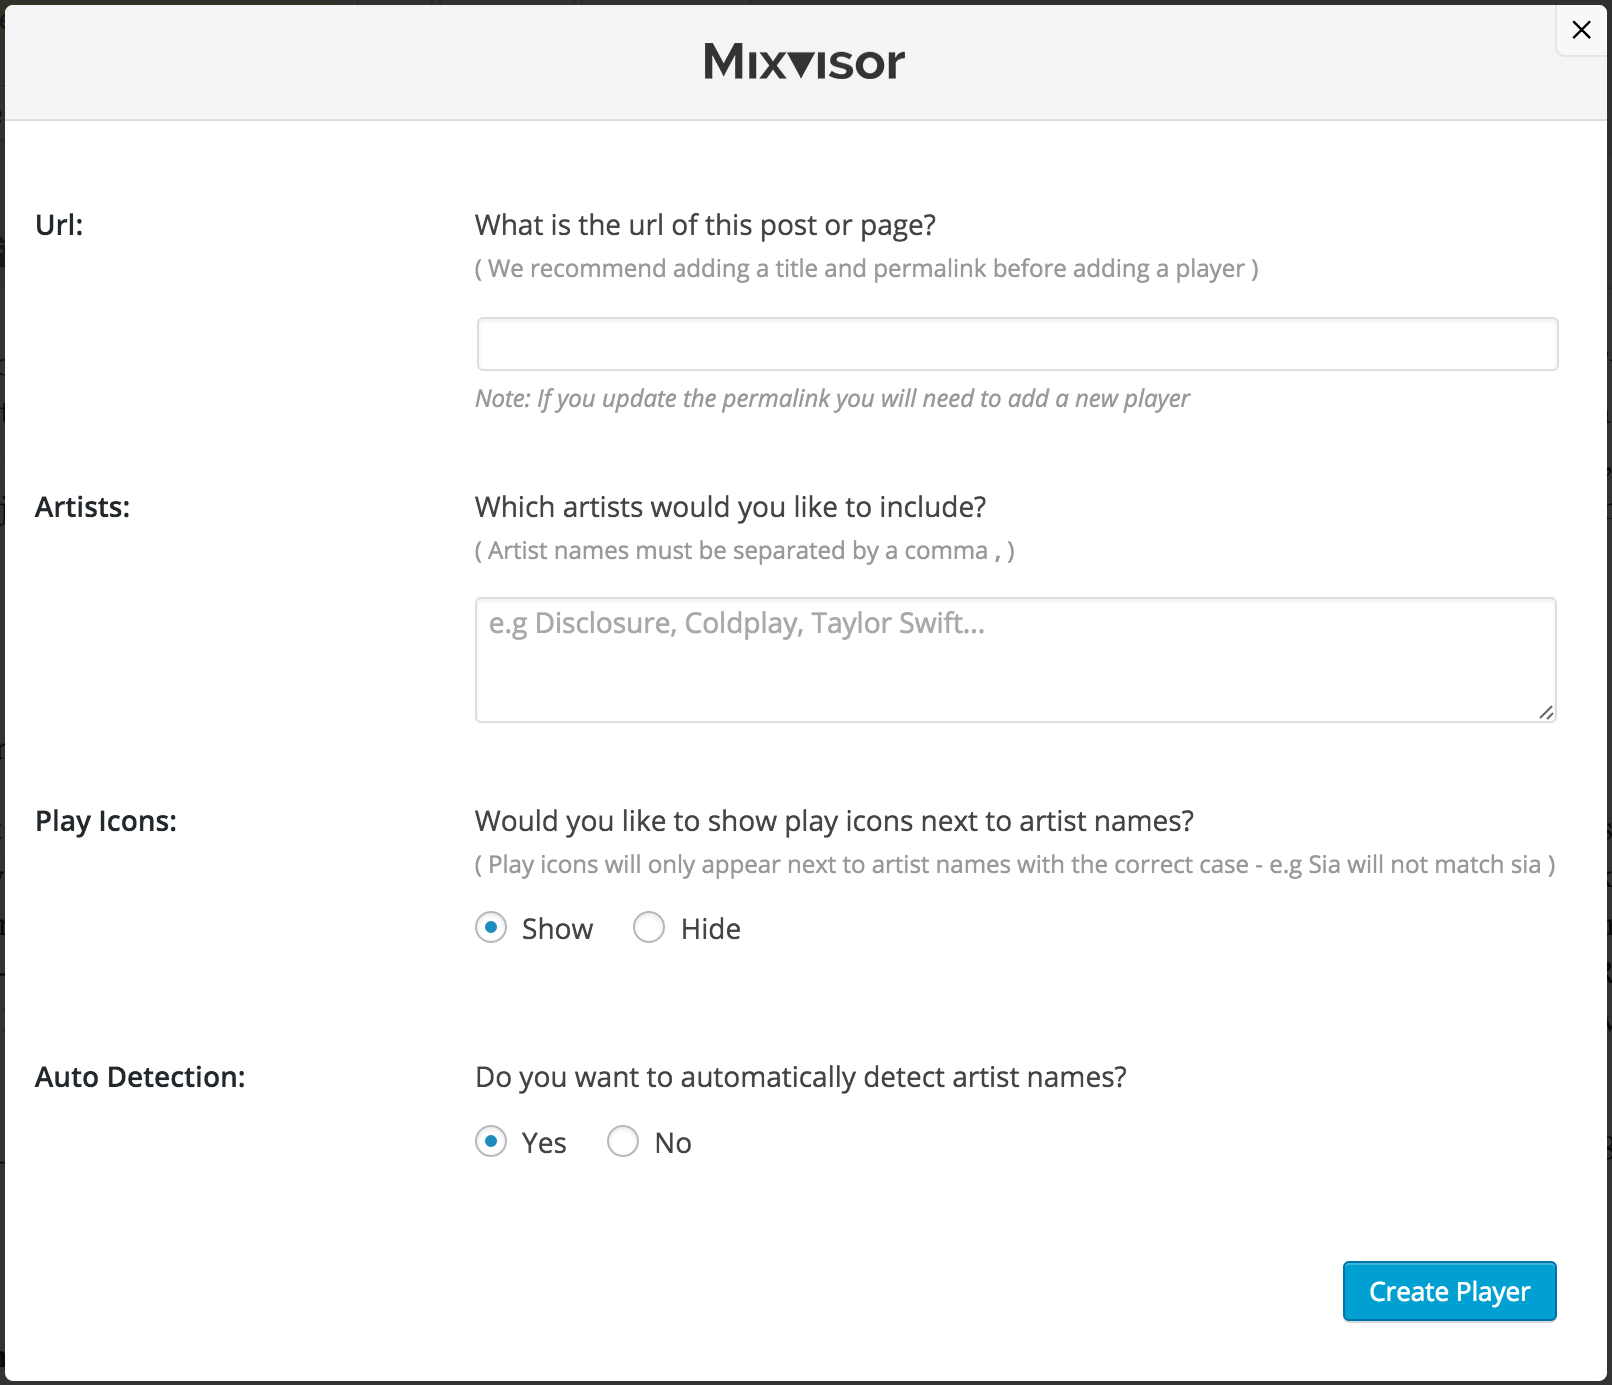 Mixvisor
Url:
What is the url of this post or page?
( We recommend adding a title and permalink before adding a player )
Note: If you update the permalink you will need to add a new player
Artists:
Which artists would you like to include?
( Artist names must be separated by a comma , )
e.g Disclosure, Coldplay, Taylor Swift...
Play Icons:
Would you like to show play icons next to artist names?
( Play icons will only appear next to artist names with the correct case - e.g Sia will not match sia )
Show Hide
Auto Detection:
Do you want to automatically detect artist names?
Yes No
Create Player